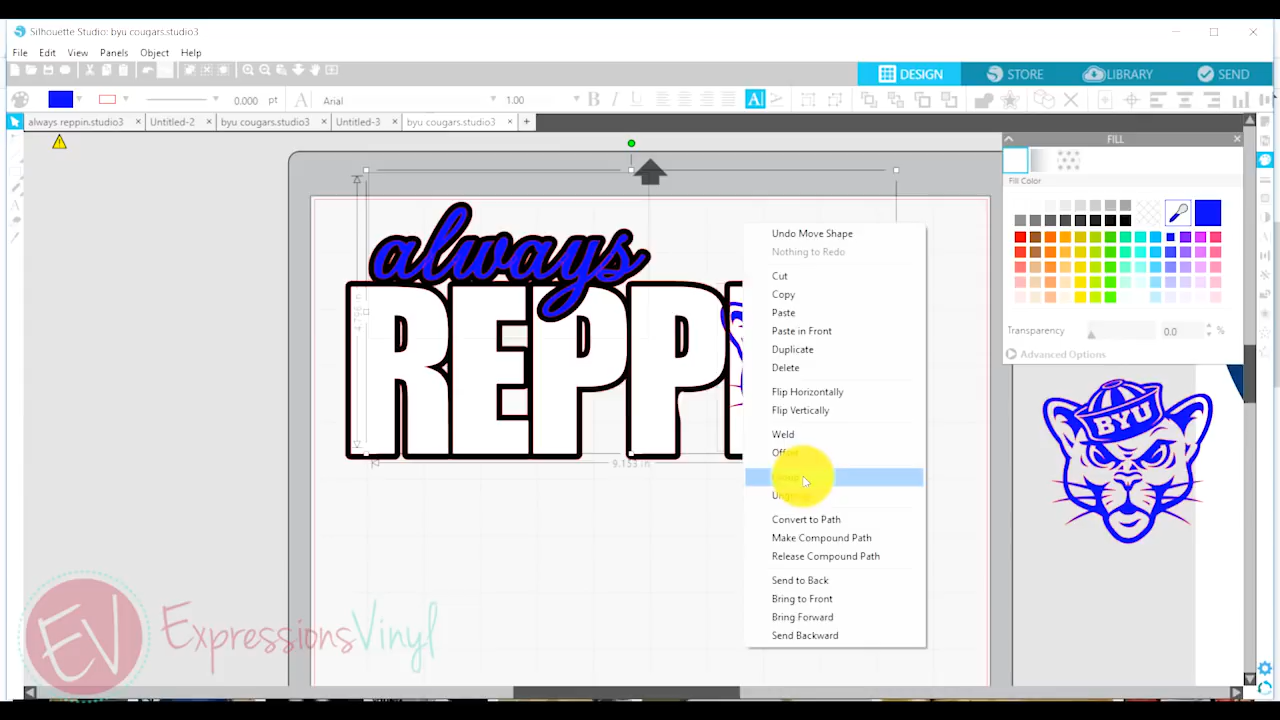 Silhouette Studio: byu cougars.studio3
File Edit View Panels Object Help
DESIGN STORE LIBRARY SEND
0.000 pt Arial 1.00 B I U A
always reppin.studio3 Untitled-2 byu cougars.studio3 Untitled-3 byu cougars.studio3
FILL
Fill Color
Transparency 0.0 %
Advanced Options
always
REPP
9.153 in.
Undo Move Shape
Nothing to Redo
Cut
Copy
Paste
Paste in Front
Duplicate
Delete
Flip Horizontally
Flip Vertically
Weld
Convert to Path
Make Compound Path
Release Compound Path
Send to Back
Bring to Front
Bring Forward
Send Backward
BYU
EV ExpressionsVinyl